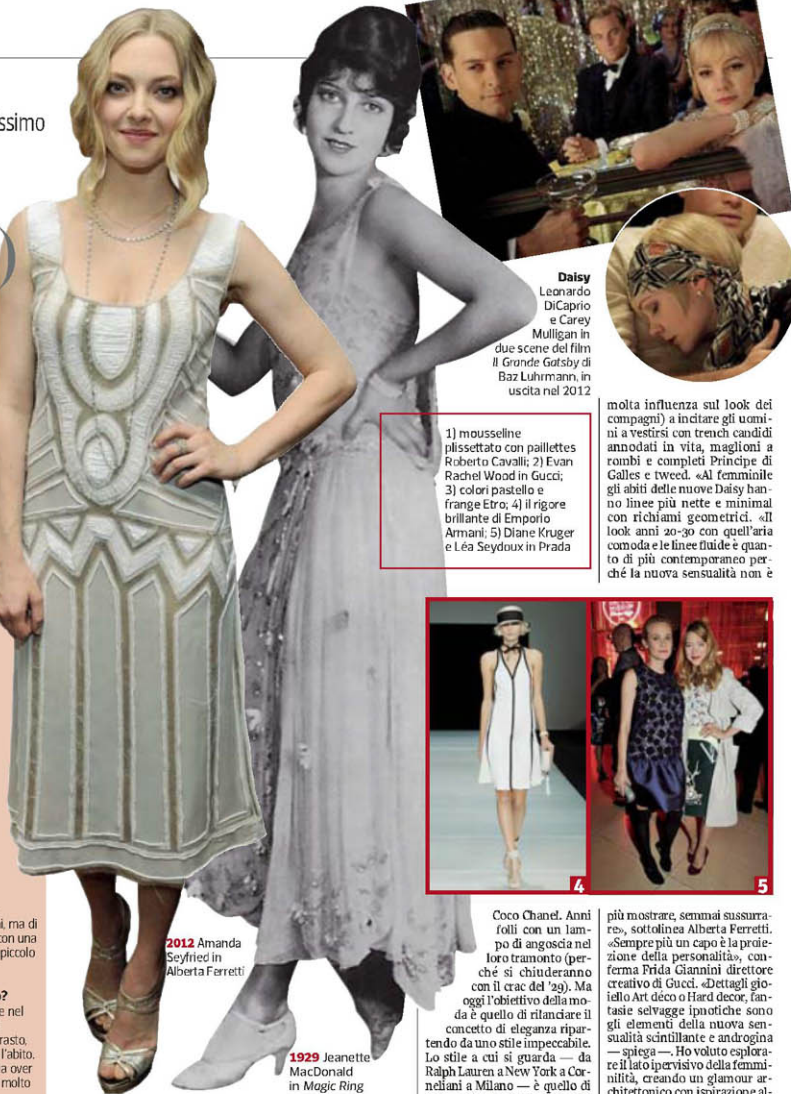 ssimo
Daisy
Leonardo
DiCaprio
e Carey
Mulligan in
due scene del film
Il Grande Gatsby di
Baz Luhrmann, in
uscita nel 2012
1) mousseline
plissettato con paillettes
Roberto Cavalli; 2) Evan
Rachel Wood in Gucci;
3) colori pastello e
frange Etro; 4) il rigore
brillante di Emporio
Armani; 5) Diane Kruger
e Léa Seydoux in Prada
molta influenza sul look dei
compagni) a incitare gli uomi-
ni a vestirsi con trench candidi
annodati in vita, maglioni a
rombi e completi Principe di
Galles e tweed. «Al femminile
gli abiti delle nuove Daisy han-
no linee più nette e minimal
con richiami geometrici. «Il
look anni 20-30 con quell'aria
comoda e le linee fluide è quan-
to di più contemporaneo per-
ché la nuova sensualità non è
4
5
i, ma di
con una
piccolo
o?
e nel
rasto,
l'abito.
a over
molto
2012 Amanda
Seyfried in
Alberta Ferretti
1929 Jeanette
MacDonald
in Magic Ring
Coco Chanel. Anni
folli con un lam-
po di angoscia nel
loro tramonto (per-
ché si chiuderanno
con il crac del '29). Ma
oggi l'obiettivo della mo-
da è quello di rilanciare il
concetto di eleganza ripar-
tendo da uno stile impeccabile.
Lo stile a cui si guarda — da
Ralph Lauren a New York a Cor-
neliani a Milano — è quello di
più mostrare, semmai sussurra-
re», sottolinea Alberta Ferretti.
«Sempre più un capo è la proie-
zione della personalità», con-
ferma Frida Giannini direttore
creativo di Gucci. «Dettagli gio-
iello Art déco o Hard decor, fan-
tasie selvagge ipnotiche sono
gli elementi della nuova sen-
sualità scintillante e androgina
— spiega —. Ho voluto esplora-
re il lato ipervisivo della femmi-
nilità, creando un glamour ar-
chitettonico con ispirazione al-